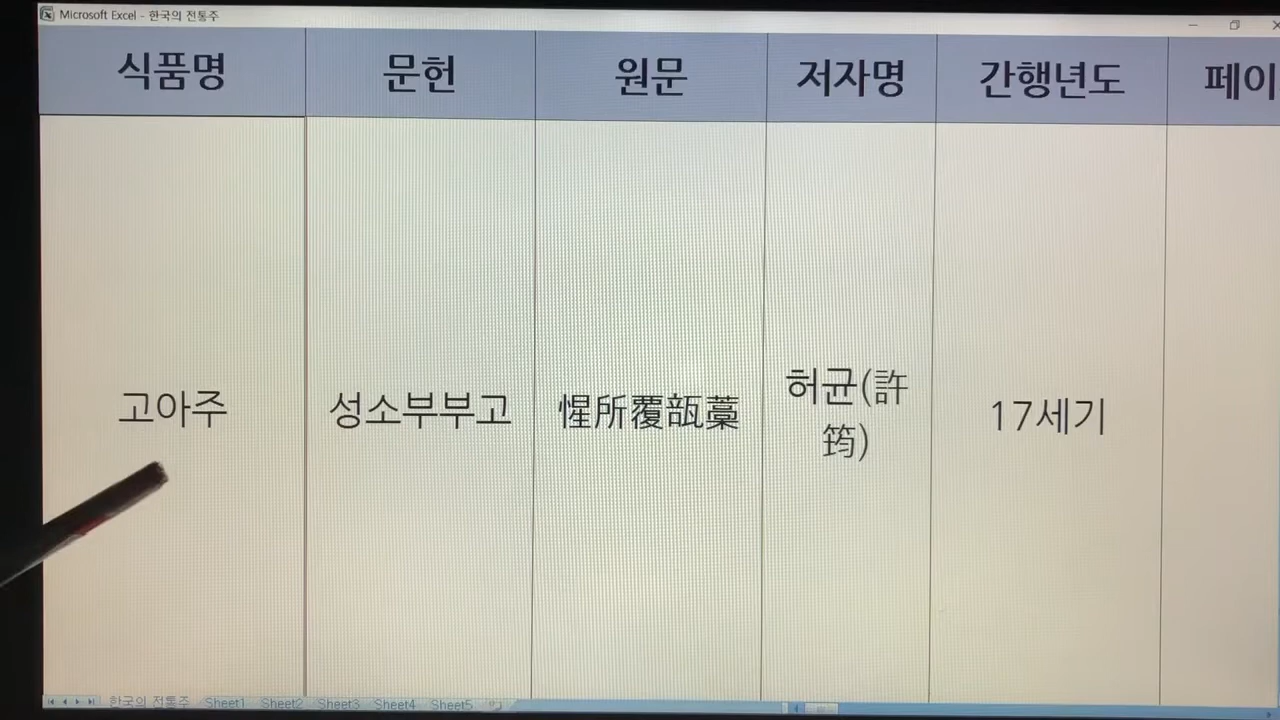 Microsoft Excel - 한국의 전통주
식품명 문헌 원문 저자명 간행년도 페이
고아주 성소부부고 惺所覆瓿藁 허균(許
筠) 17세기
한국의 전통주 Sheet1 Sheet2 Sheet3 Sheet4 Sheet5